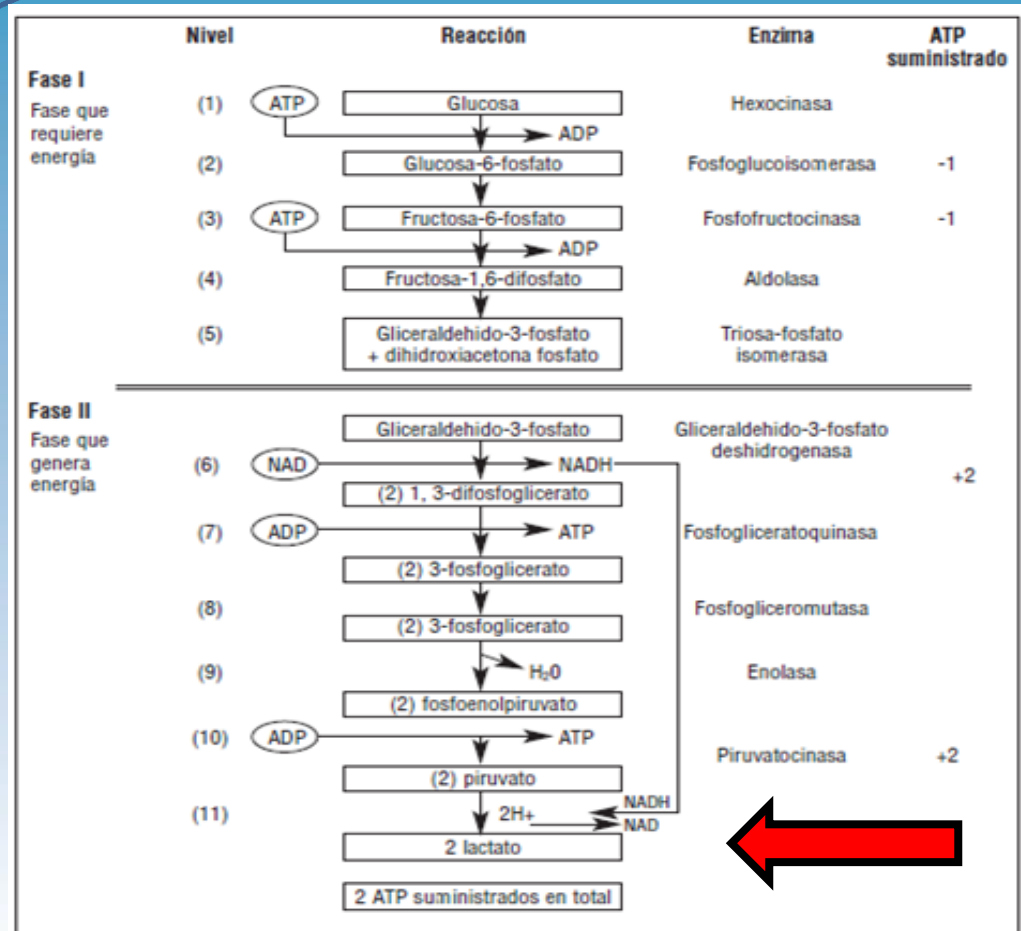 Nivel Reacción Enzima ATP suministrado
Fase I
Fase que requiere energía
(1) ATP Glucosa Hexocinasa
ADP
(2) Glucosa-6-fosfato Fosfoglucoisomerasa -1
(3) ATP Fructosa-6-fosfato Fosfofructocinasa -1
ADP
(4) Fructosa-1,6-difosfato Aldolasa
(5) Gliceraldehido-3-fosfato + dihidroxiacetona fosfato Triosa-fosfato isomerasa
Fase II
Fase que genera energía
Gliceraldehido-3-fosfato Gliceraldehido-3-fosfato deshidrogenasa
(6) NAD NADH +2
(2) 1, 3-difosfoglicerato
(7) ADP ATP Fosfogliceratoquinasa
(2) 3-fosfoglicerato
(8) Fosfogliceromutasa
(2) 3-fosfoglicerato
(9) H₂0 Enolasa
(2) fosfoenolpiruvato
(10) ADP ATP Piruvatocinasa +2
(2) piruvato
(11) 2H+ NADH
NAD
2 lactato
2 ATP suministrados en total